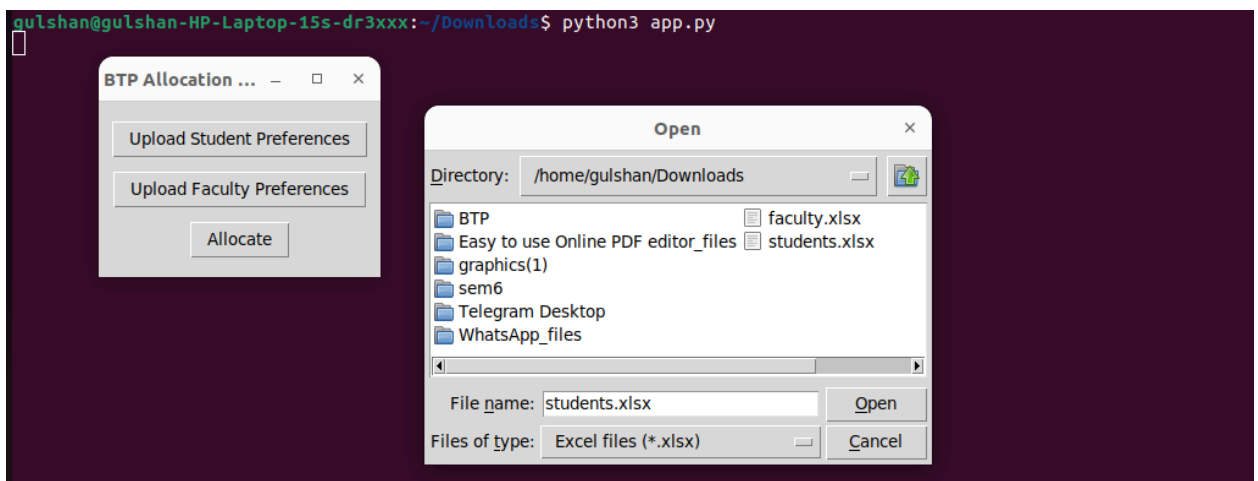 gulshan@gulshan-HP-Laptop-15s-dr3xxx:~/Downloads$ python3 app.py
BTP Allocation ...
Upload Student Preferences
Upload Faculty Preferences
Allocate
Open
Directory: /home/gulshan/Downloads
BTP
Easy to use Online PDF editor_files
graphics(1)
sem6
Telegram Desktop
WhatsApp_files
faculty.xlsx
students.xlsx
File name: students.xlsx
Open
Files of type: Excel files (*.xlsx)
Cancel